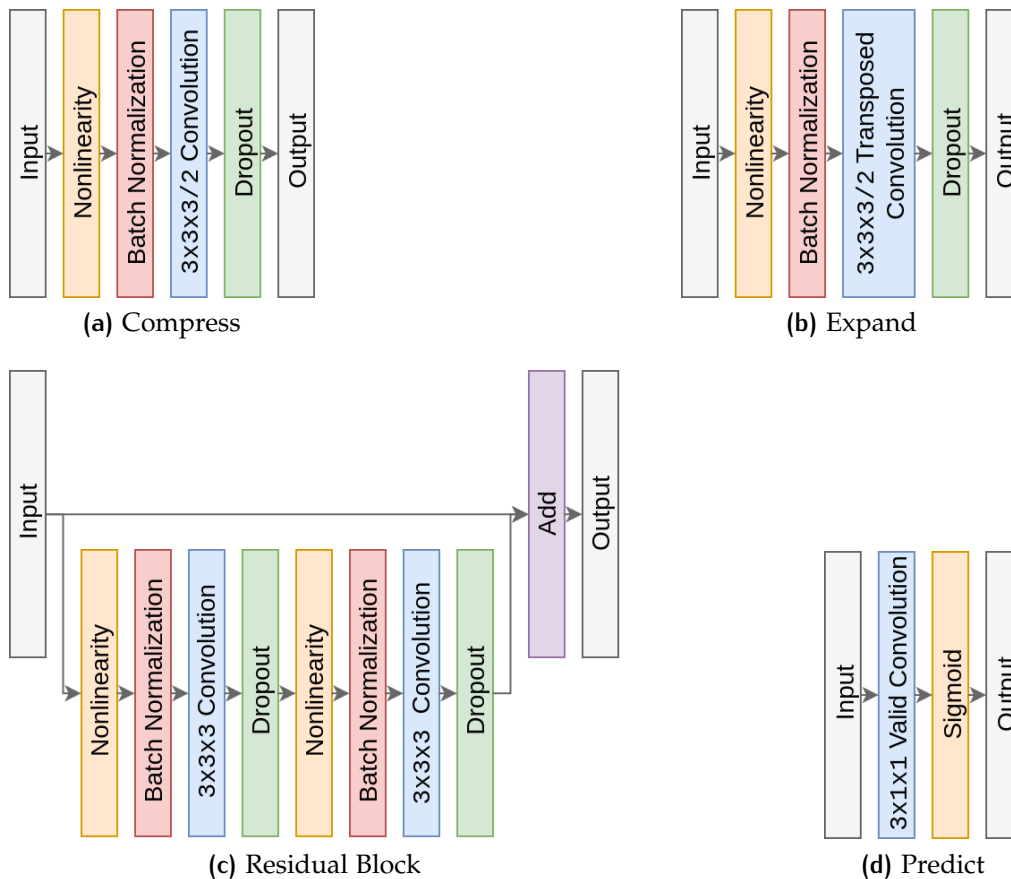 Input
Nonlinearity
Batch Normalization
3x3x3/2 Convolution
Dropout
Output
(a) Compress
Input
Nonlinearity
Batch Normalization
3x3x3/2 Transposed
Convolution
Dropout
Output
(b) Expand
Input
Nonlinearity
Batch Normalization
3x3x3 Convolution
Dropout
Nonlinearity
Batch Normalization
3x3x3 Convolution
Dropout
Add
Output
(c) Residual Block
Input
3x1x1 Valid Convolution
Sigmoid
Output
(d) Predict